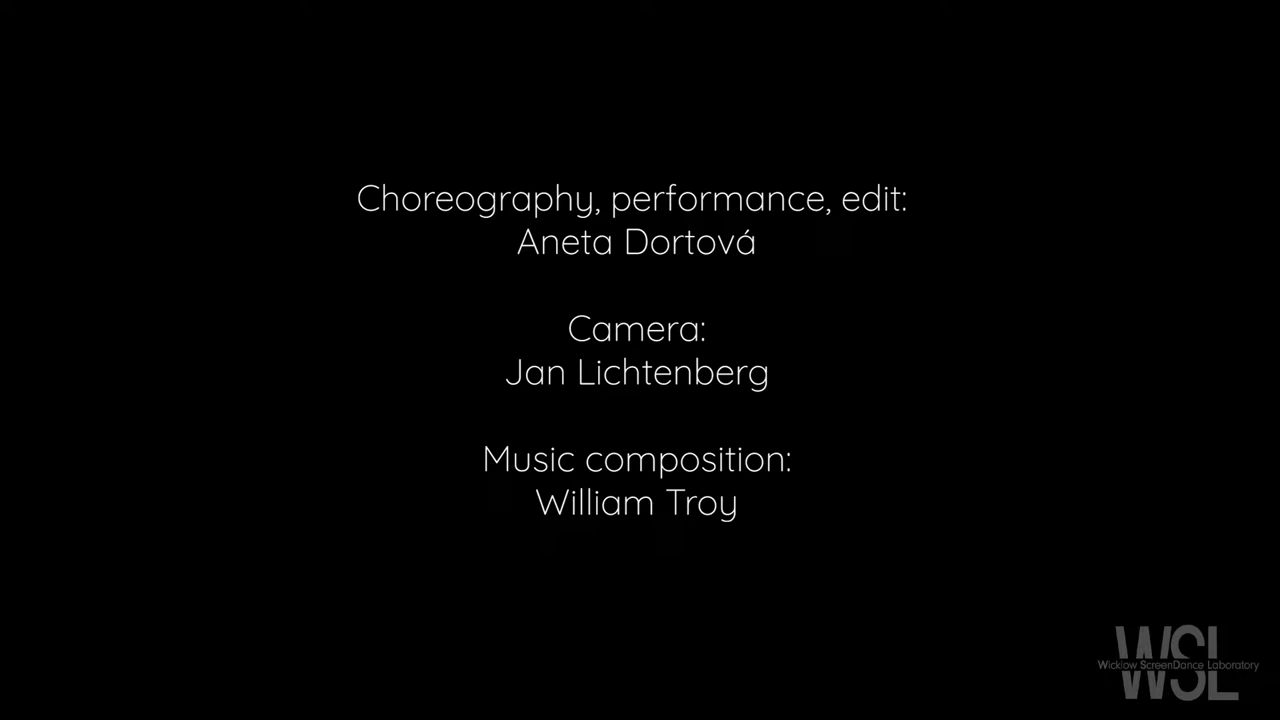 Choreography, performance, edit:
Aneta Dortová
Camera:
Jan Lichtenberg
Music composition:
William Troy
WSL
Wicklow ScreenDance Laboratory